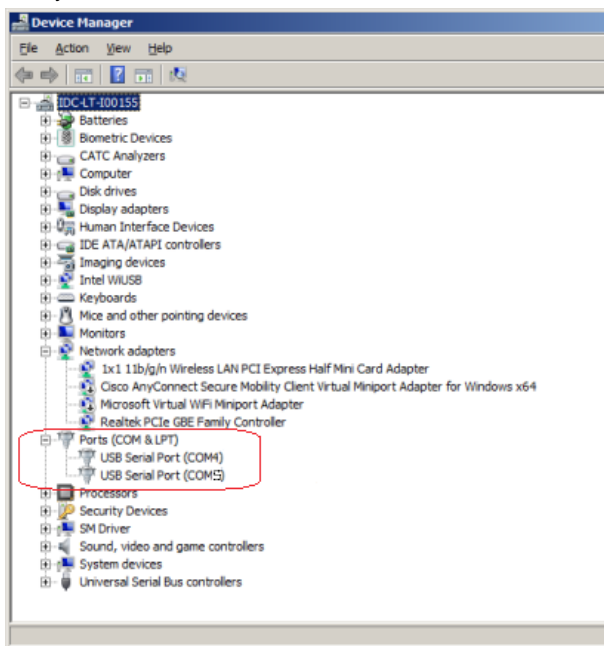 Device Manager
File Action View Help
IDC-LT-I00155
Batteries
Biometric Devices
CATC Analyzers
Computer
Disk drives
Display adapters
Human Interface Devices
IDE ATA/ATAPI controllers
Imaging devices
Intel WiUSB
Keyboards
Mice and other pointing devices
Monitors
Network adapters
1x1 11b/g/n Wireless LAN PCI Express Half Mini Card Adapter
Cisco AnyConnect Secure Mobility Client Virtual Miniport Adapter for Windows x64
Microsoft Virtual WiFi Miniport Adapter
Realtek PCIe GBE Family Controller
Ports (COM & LPT)
USB Serial Port (COM4)
USB Serial Port (COM5)
Processors
Security Devices
SM Driver
Sound, video and game controllers
System devices
Universal Serial Bus controllers